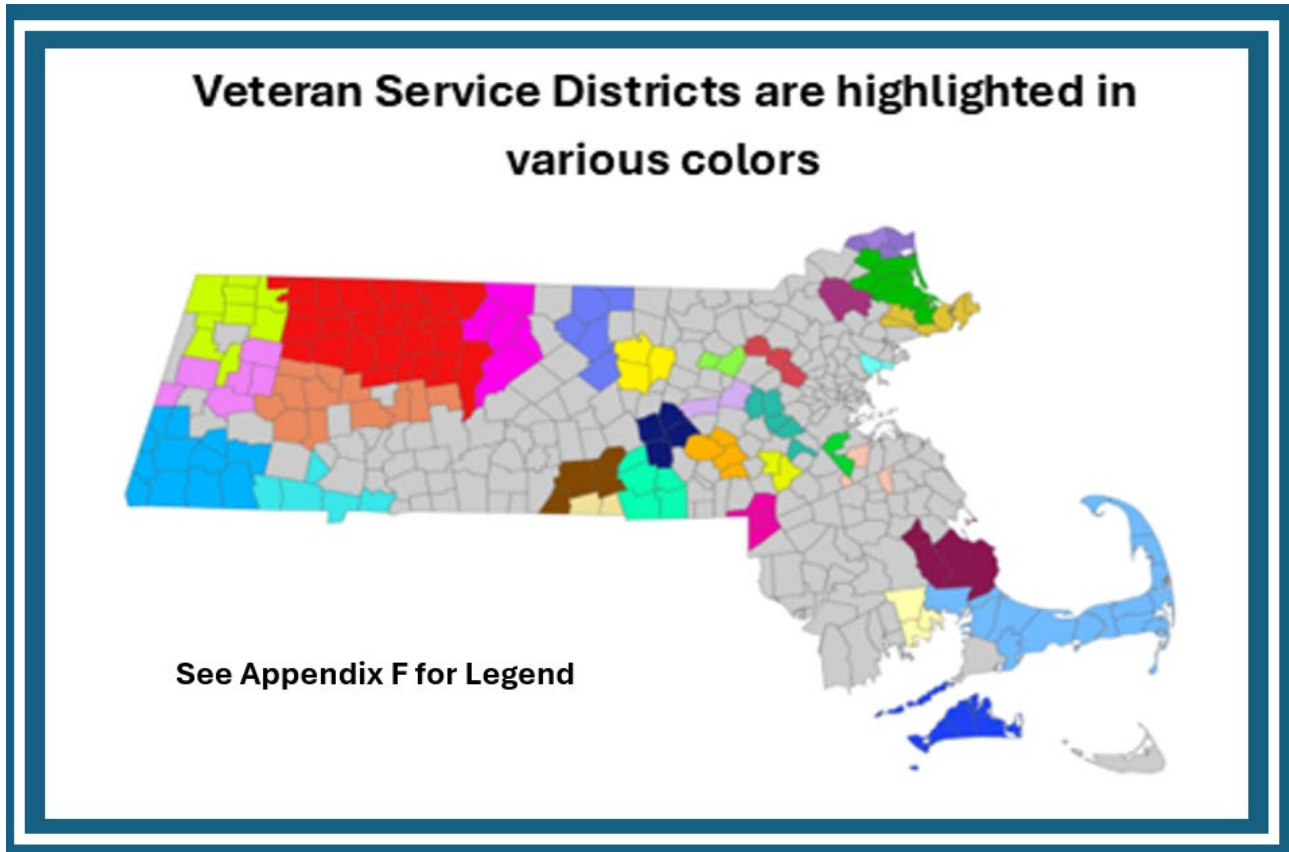 Veteran Service Districts are highlighted in
various colors
See Appendix F for Legend